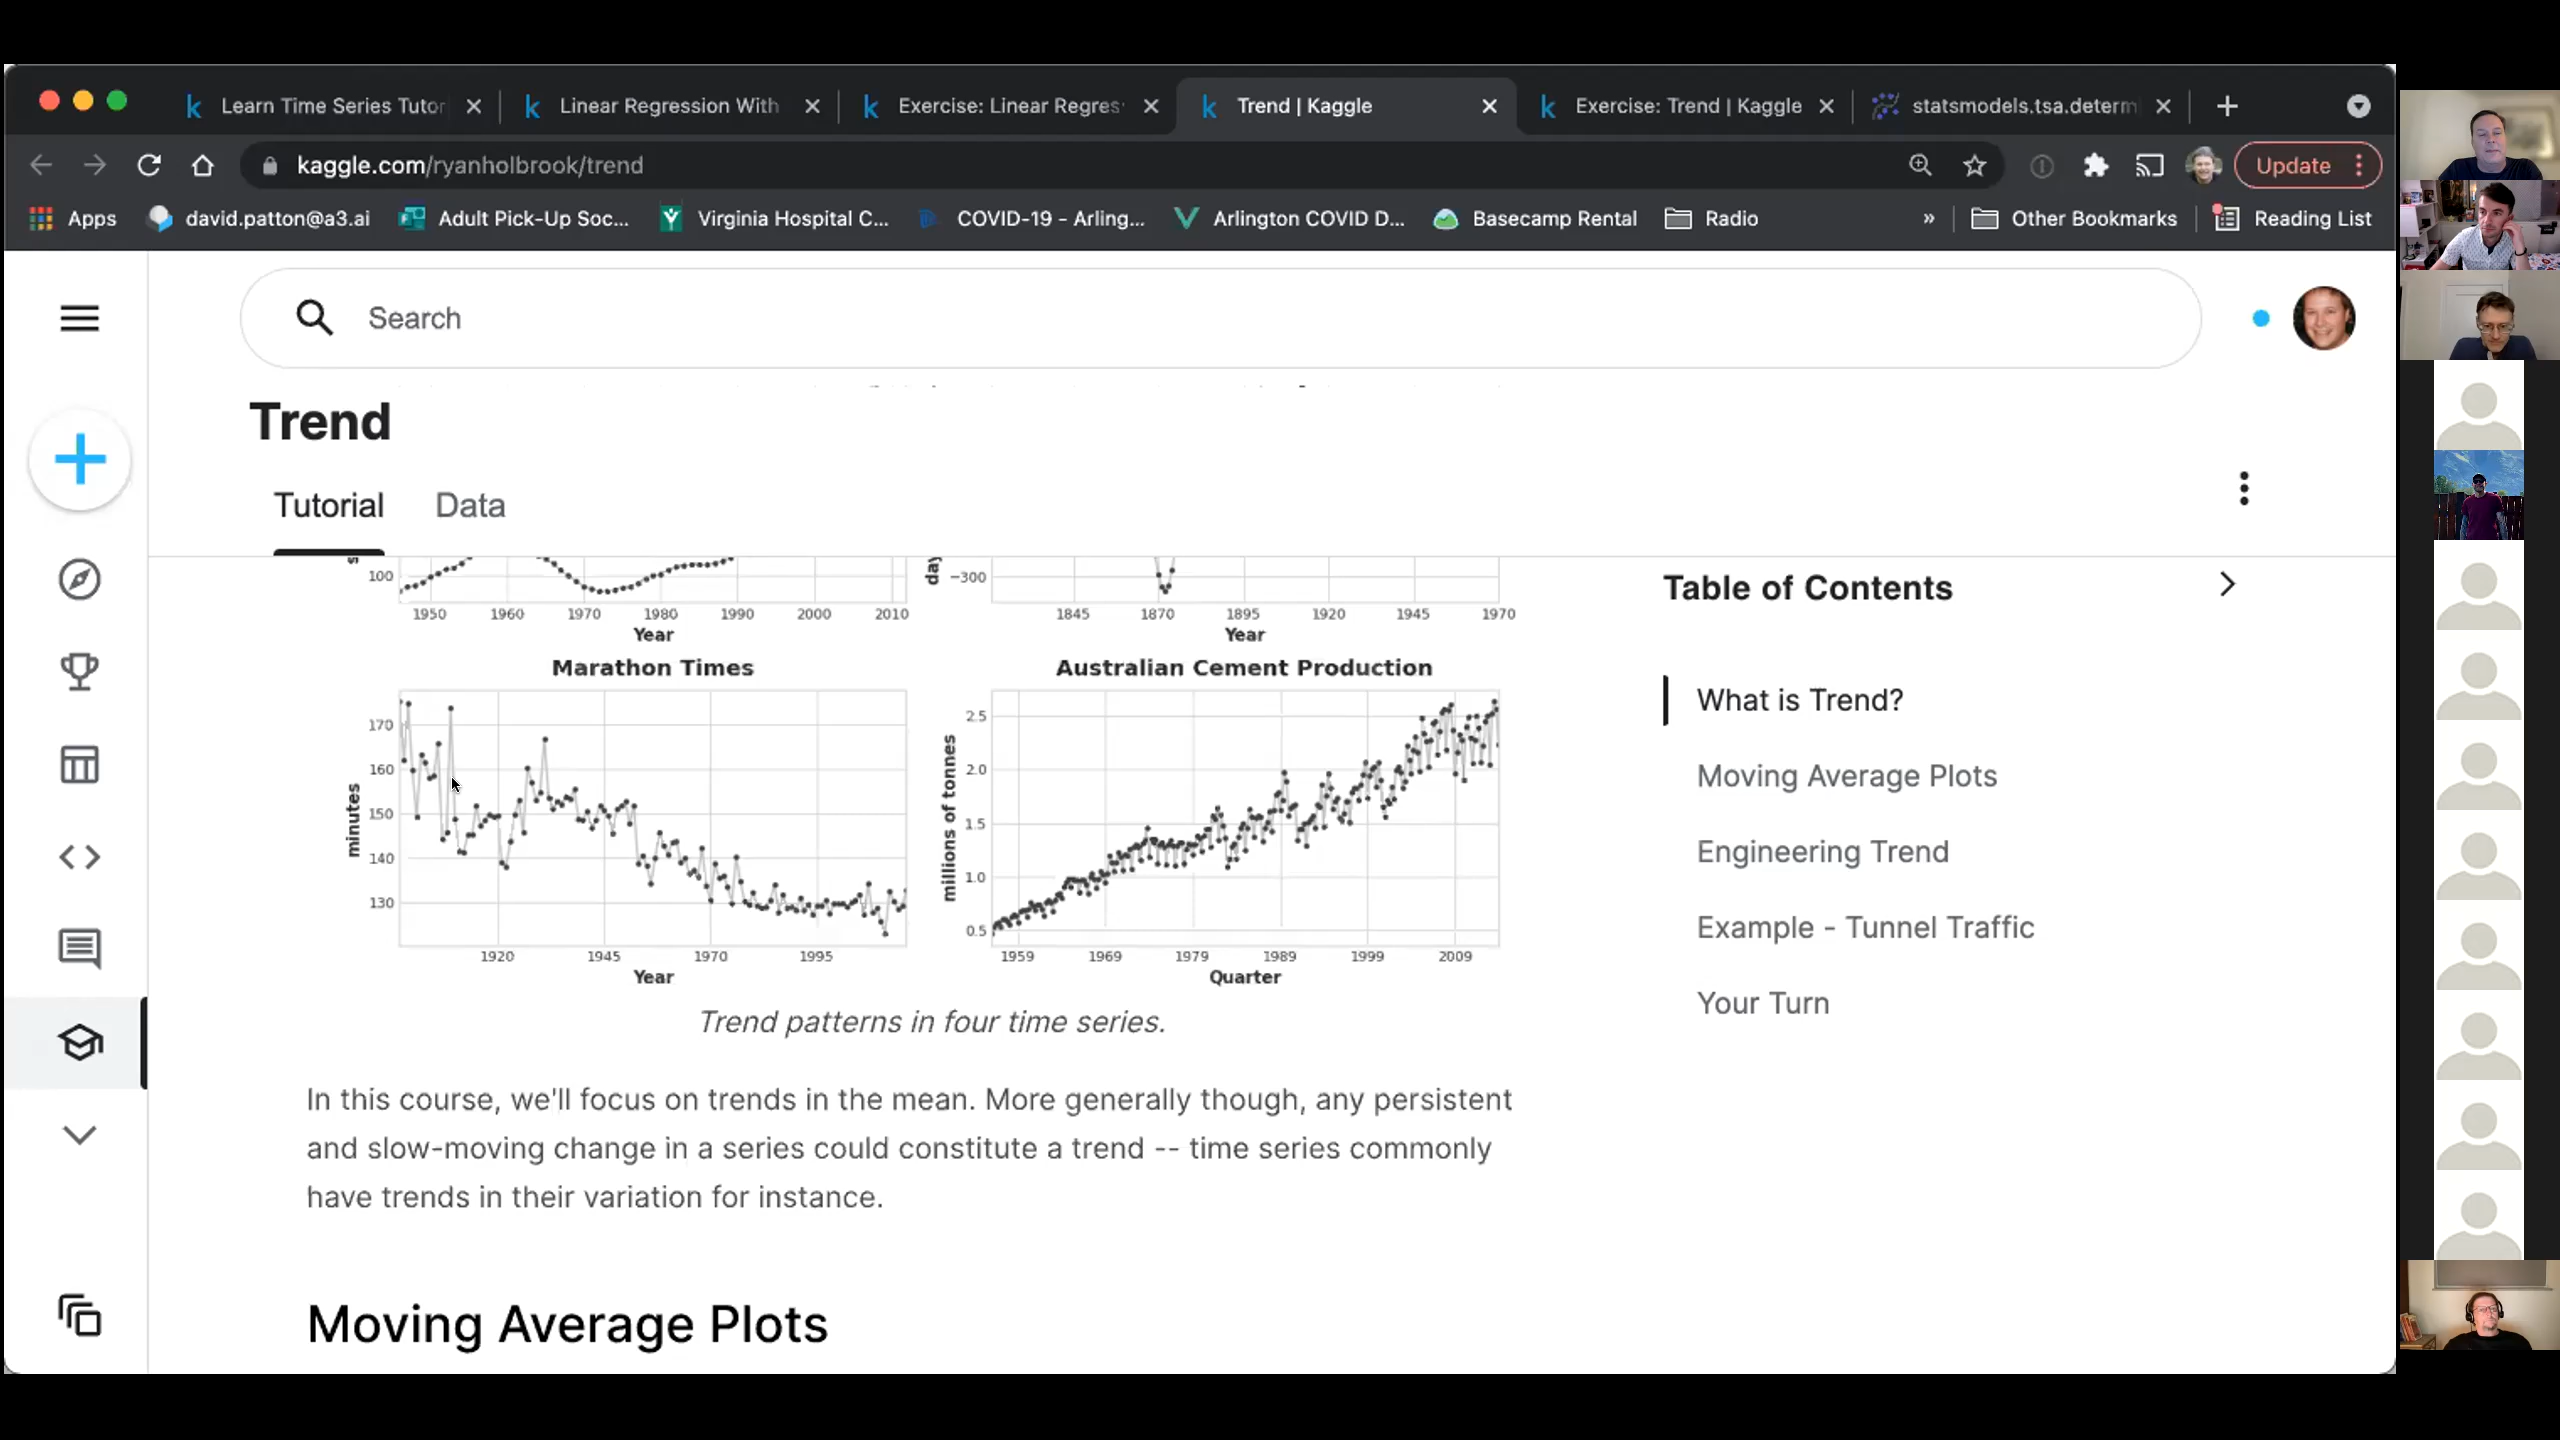 Learn Time Series Tutor
Linear Regression With
Exercise: Linear Regres
Trend | Kaggle
Exercise: Trend | Kaggle
statsmodels.tsa.determ
kaggle.com/ryanholbrook/trend
Update
Apps
david.patton@a3.ai
Adult Pick-Up Soc...
Virginia Hospital C...
COVID-19 - Arling...
Arlington COVID D...
Basecamp Rental
Radio
»
Other Bookmarks
Reading List
Search
Trend
Tutorial
Data
100
1950 1960 1970 1980 1990 2000 2010
Year
day
−300
1845 1870 1895 1920 1945 1970
Year
Marathon Times
minutes
170
160
150
140
130
1920 1945 1970 1995
Year
Australian Cement Production
millions of tonnes
2.5
2.0
1.5
1.0
0.5
1959 1969 1979 1989 1999 2009
Quarter
Trend patterns in four time series.
In this course, we'll focus on trends in the mean. More generally though, any persistent
and slow-moving change in a series could constitute a trend -- time series commonly
have trends in their variation for instance.
Moving Average Plots
Table of Contents
What is Trend?
Moving Average Plots
Engineering Trend
Example - Tunnel Traffic
Your Turn